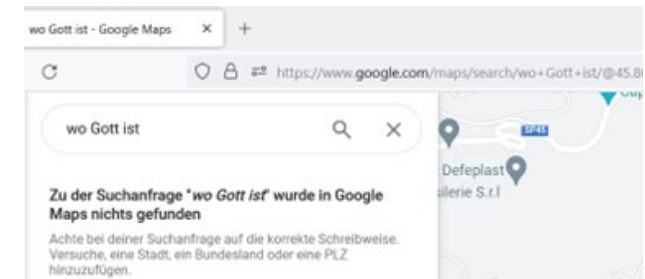 wo Gott ist - Google Maps
https://www.google.com/maps/search/wo+Gott+ist/@45.8
wo Gott ist
SP45
Defeplast
ilerie S.r.l
Zu der Suchanfrage "wo Gott ist" wurde in Google
Maps nichts gefunden
Achte bei deiner Suchanfrage auf die korrekte Schreibweise.
Versuche, eine Stadt, ein Bundesland oder eine PLZ
hinzuzufügen.